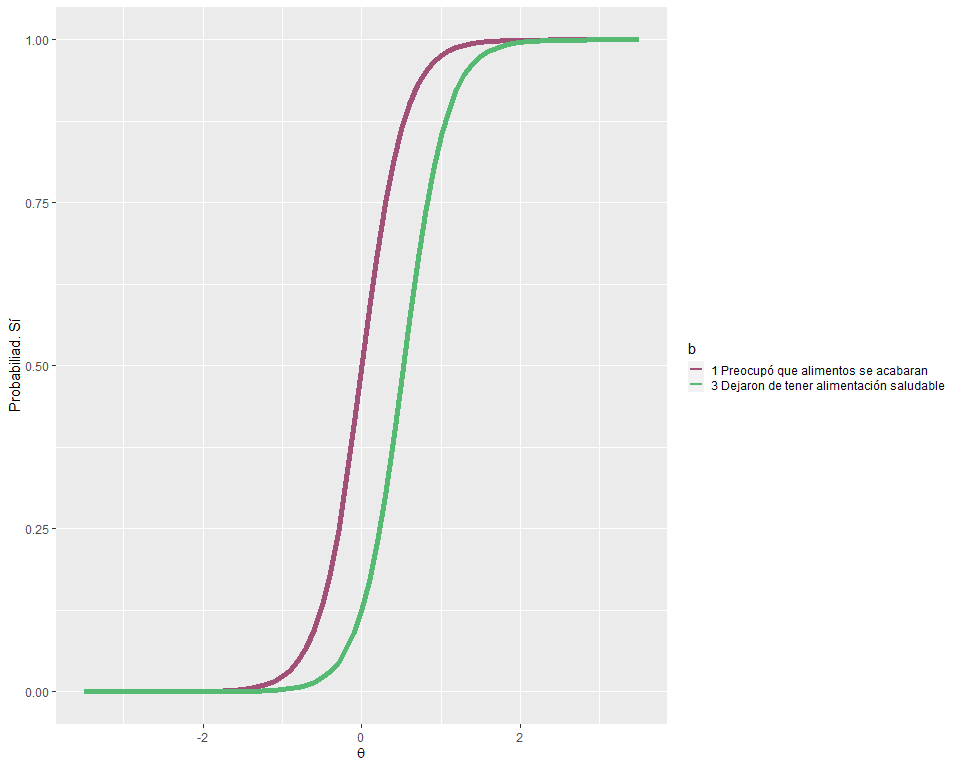 1.00
0.75
0.50
0.25
0.00
Probabiliad. Sí
-2
0
2
θ
b
1 Preocupó que alimentos se acabaran
3 Dejaron de tener alimentación saludable